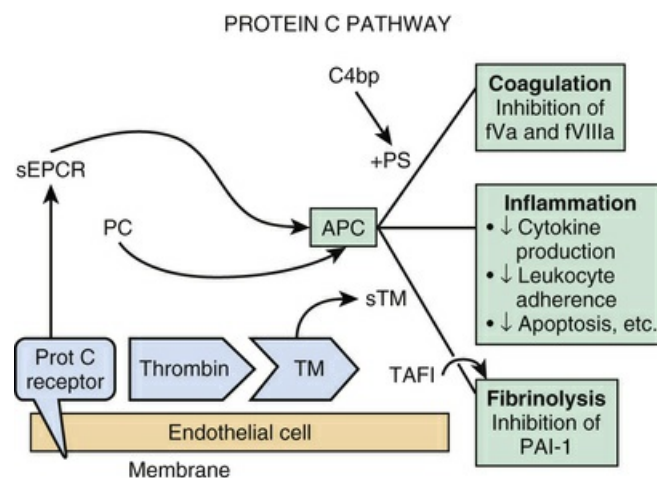 PROTEIN C PATHWAY
C4bp
+PS
Coagulation
Inhibition of
fVa and fVIIIa
sEPCR
PC
APC
Inflammation
• ↓ Cytokine
production
• ↓ Leukocyte
adherence
• ↓ Apoptosis, etc.
sTM
Prot C
receptor
Thrombin
TM
TAFI
Fibrinolysis
Inhibition of
PAI-1
Endothelial cell
Membrane